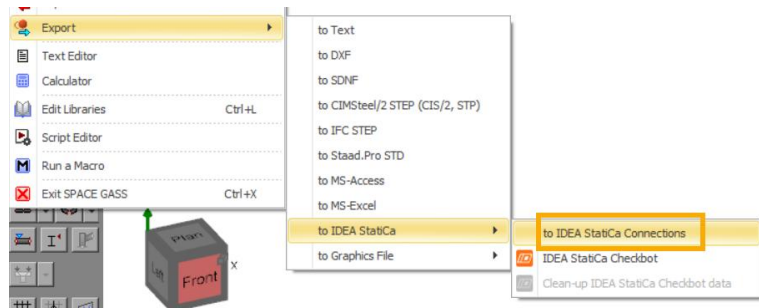 Export
Text Editor
Calculator
Edit Libraries Ctrl+L
Script Editor
Run a Macro
Exit SPACE GASS Ctrl+X
to Text
to DXF
to SDNF
to CIMSteel/2 STEP (CIS/2, STP)
to IFC STEP
to Staad.Pro STD
to MS-Access
to MS-Excel
to IDEA StatiCa
to Graphics File
to IDEA StatiCa Connections
IDEA StatiCa Checkbot
Clean-up IDEA StatiCa Checkbot data
Plan
Left
Front
X